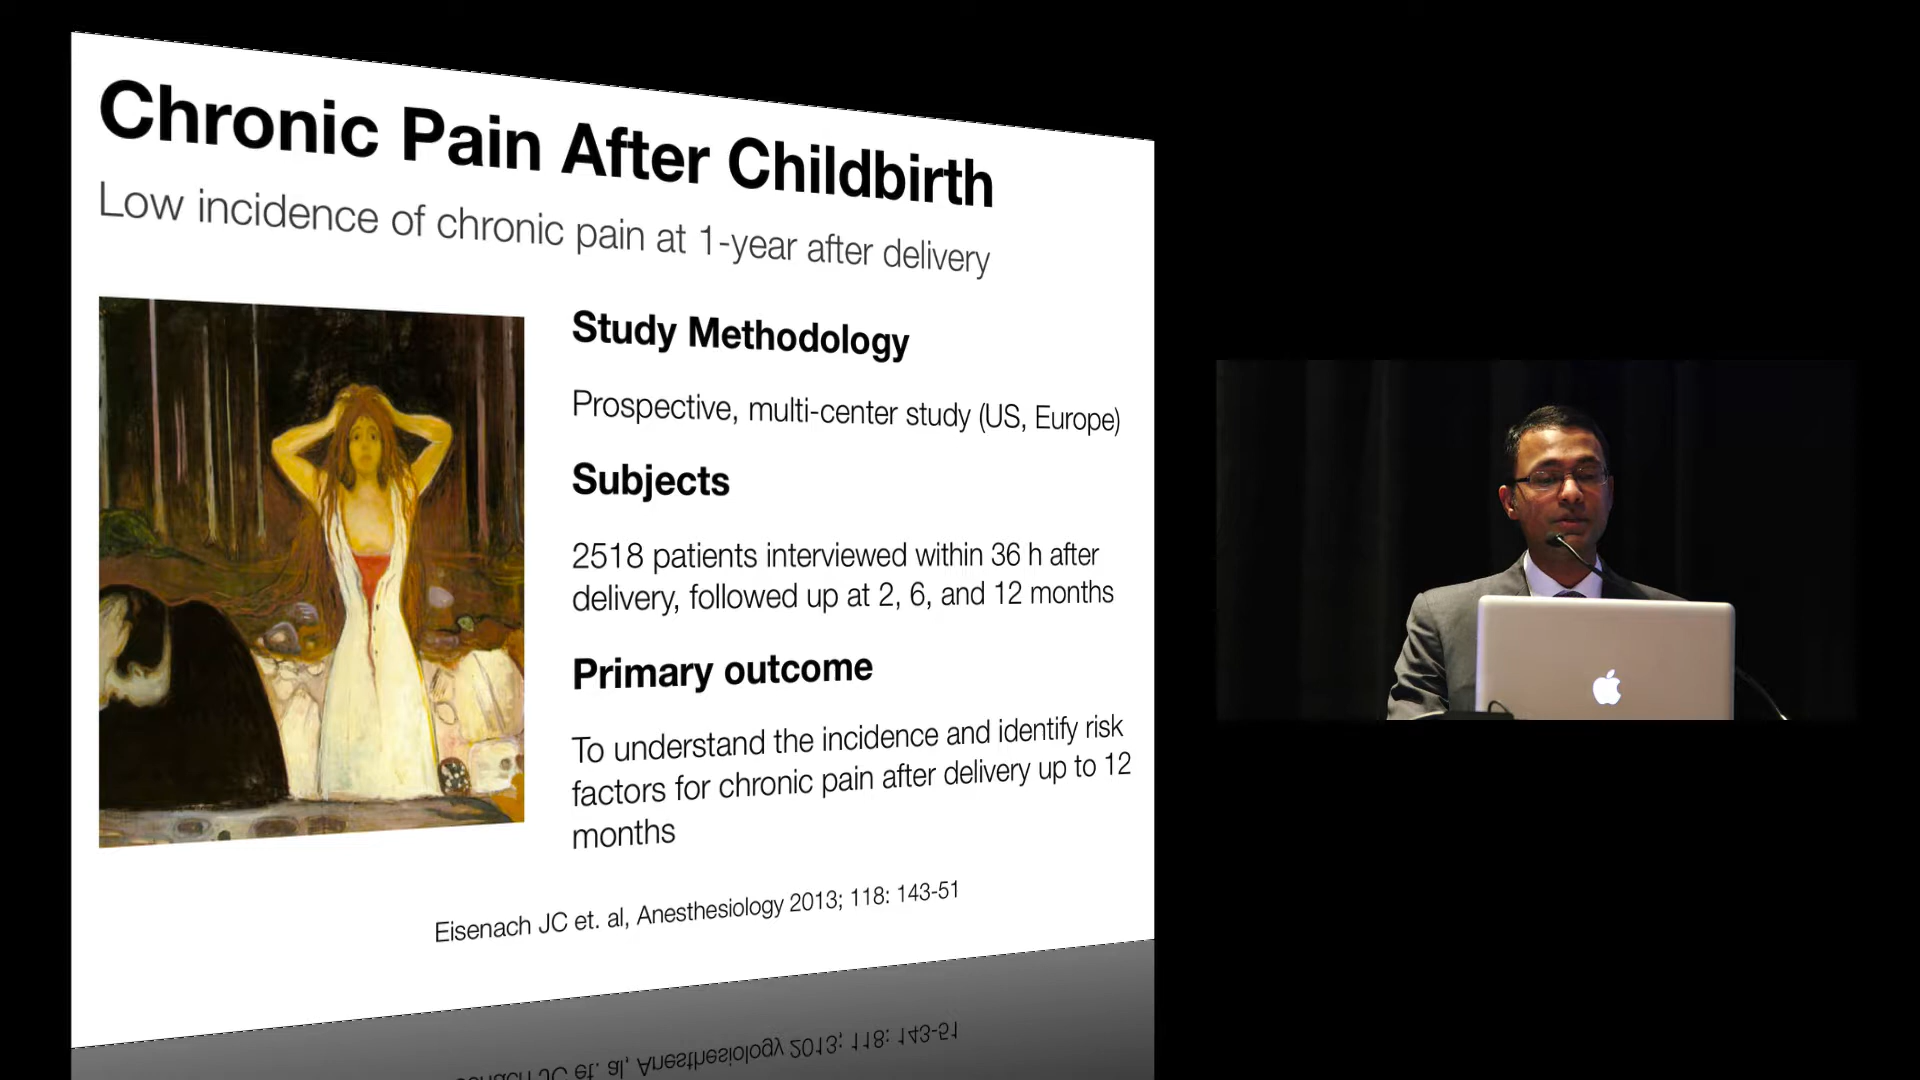 Chronic Pain After Childbirth
Low incidence of chronic pain at 1-year after delivery
Study Methodology
Prospective, multi-center study (US, Europe)
Subjects
2518 patients interviewed within 36 h after
delivery, followed up at 2, 6, and 12 months
Primary outcome
To understand the incidence and identify risk
factors for chronic pain after delivery up to 12
months
Eisenach JC et. al, Anesthesiology 2013; 118: 143-51